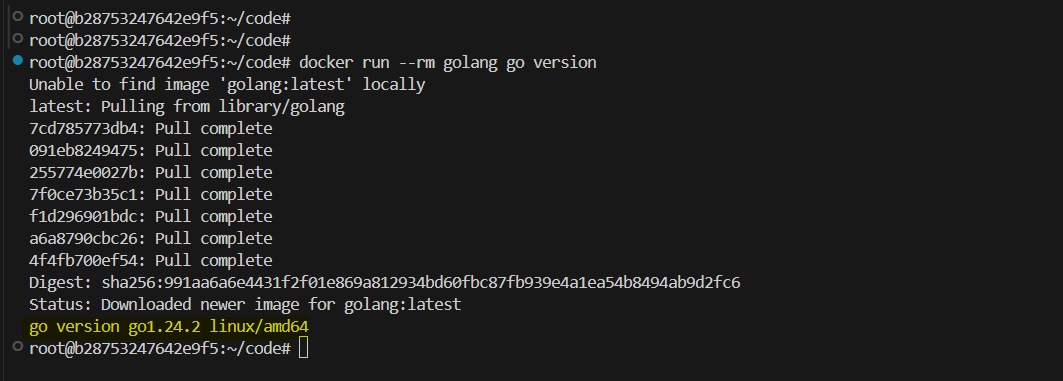 root@b28753247642e9f5:~/code#
root@b28753247642e9f5:~/code#
root@b28753247642e9f5:~/code# docker run --rm golang go version
Unable to find image 'golang:latest' locally
latest: Pulling from library/golang
7cd785773db4: Pull complete
091eb8249475: Pull complete
255774e0027b: Pull complete
7f0ce73b35c1: Pull complete
f1d296901bdc: Pull complete
a6a8790cbc26: Pull complete
4f4fb700ef54: Pull complete
Digest: sha256:991aa6a6e4431f2f01e869a812934bd60fbc87fb939e4a1ea54b8494ab9d2fc6
Status: Downloaded newer image for golang:latest
go version go1.24.2 linux/amd64
root@b28753247642e9f5:~/code#